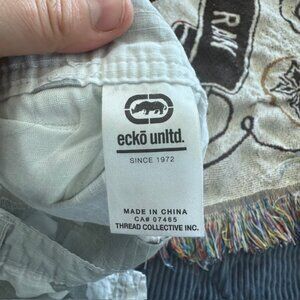 eckō unltd.
SINCE 1972
MADE IN CHINA
CA# 07465
THREAD COLLECTIVE INC.